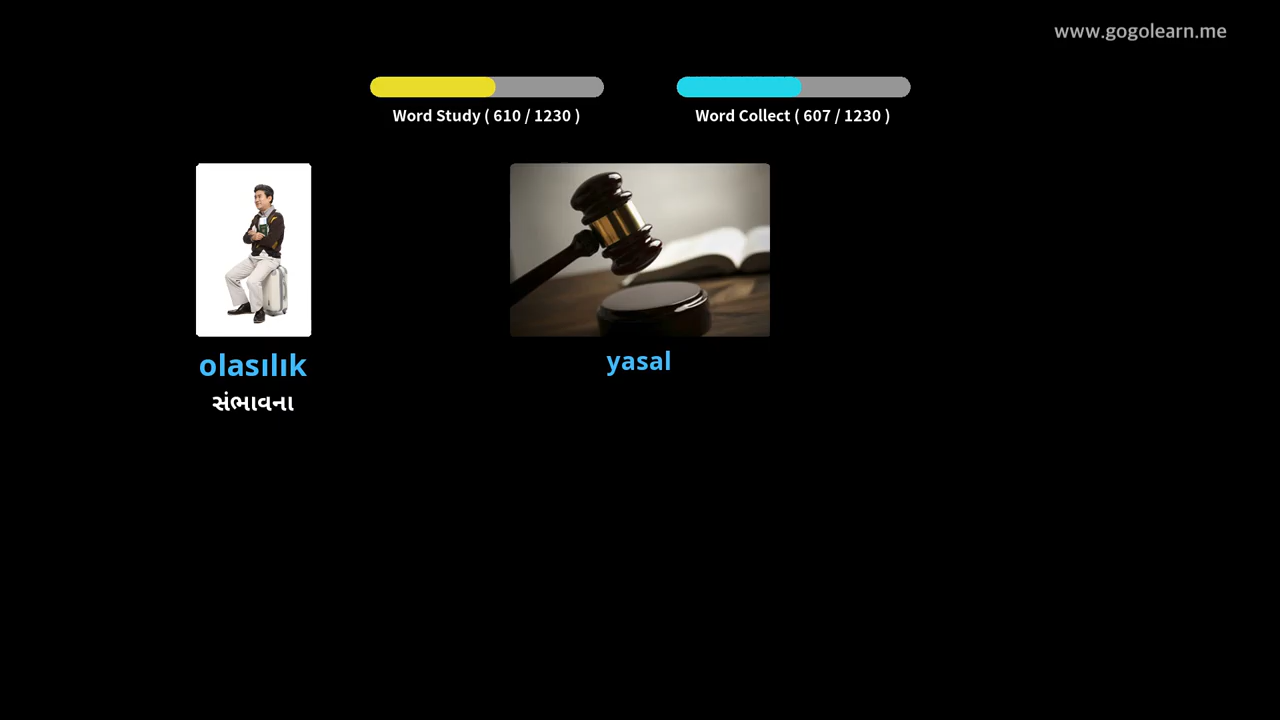 www.gogolearn.me
Word Study ( 610 / 1230 )
Word Collect ( 607 / 1230 )
olasılık
સંભાવના
yasal